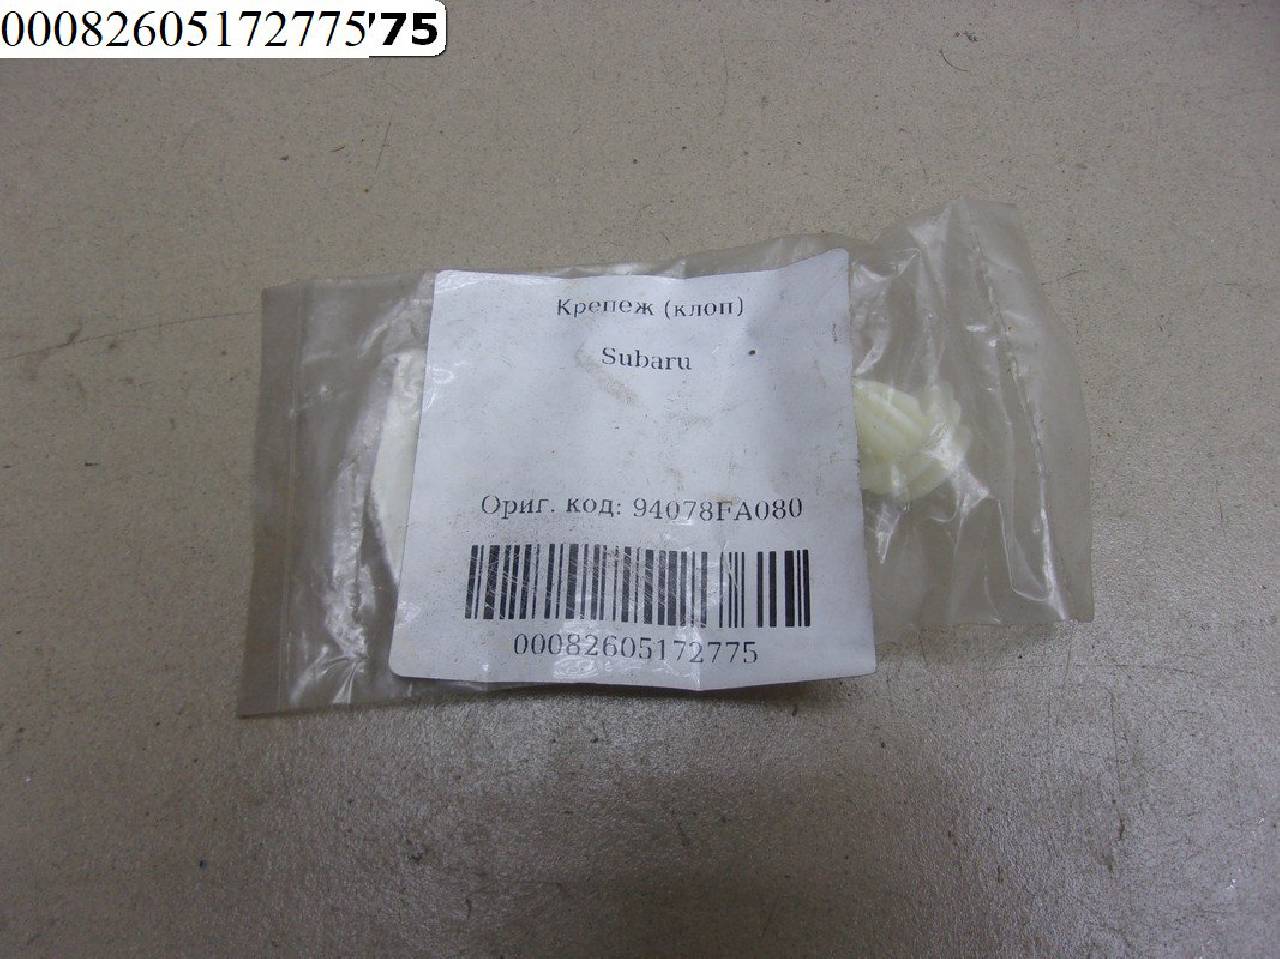 00082605172775'75
Крепеж (клоп)
Subaru
Ориг. код: 94078FA080
00082605172775